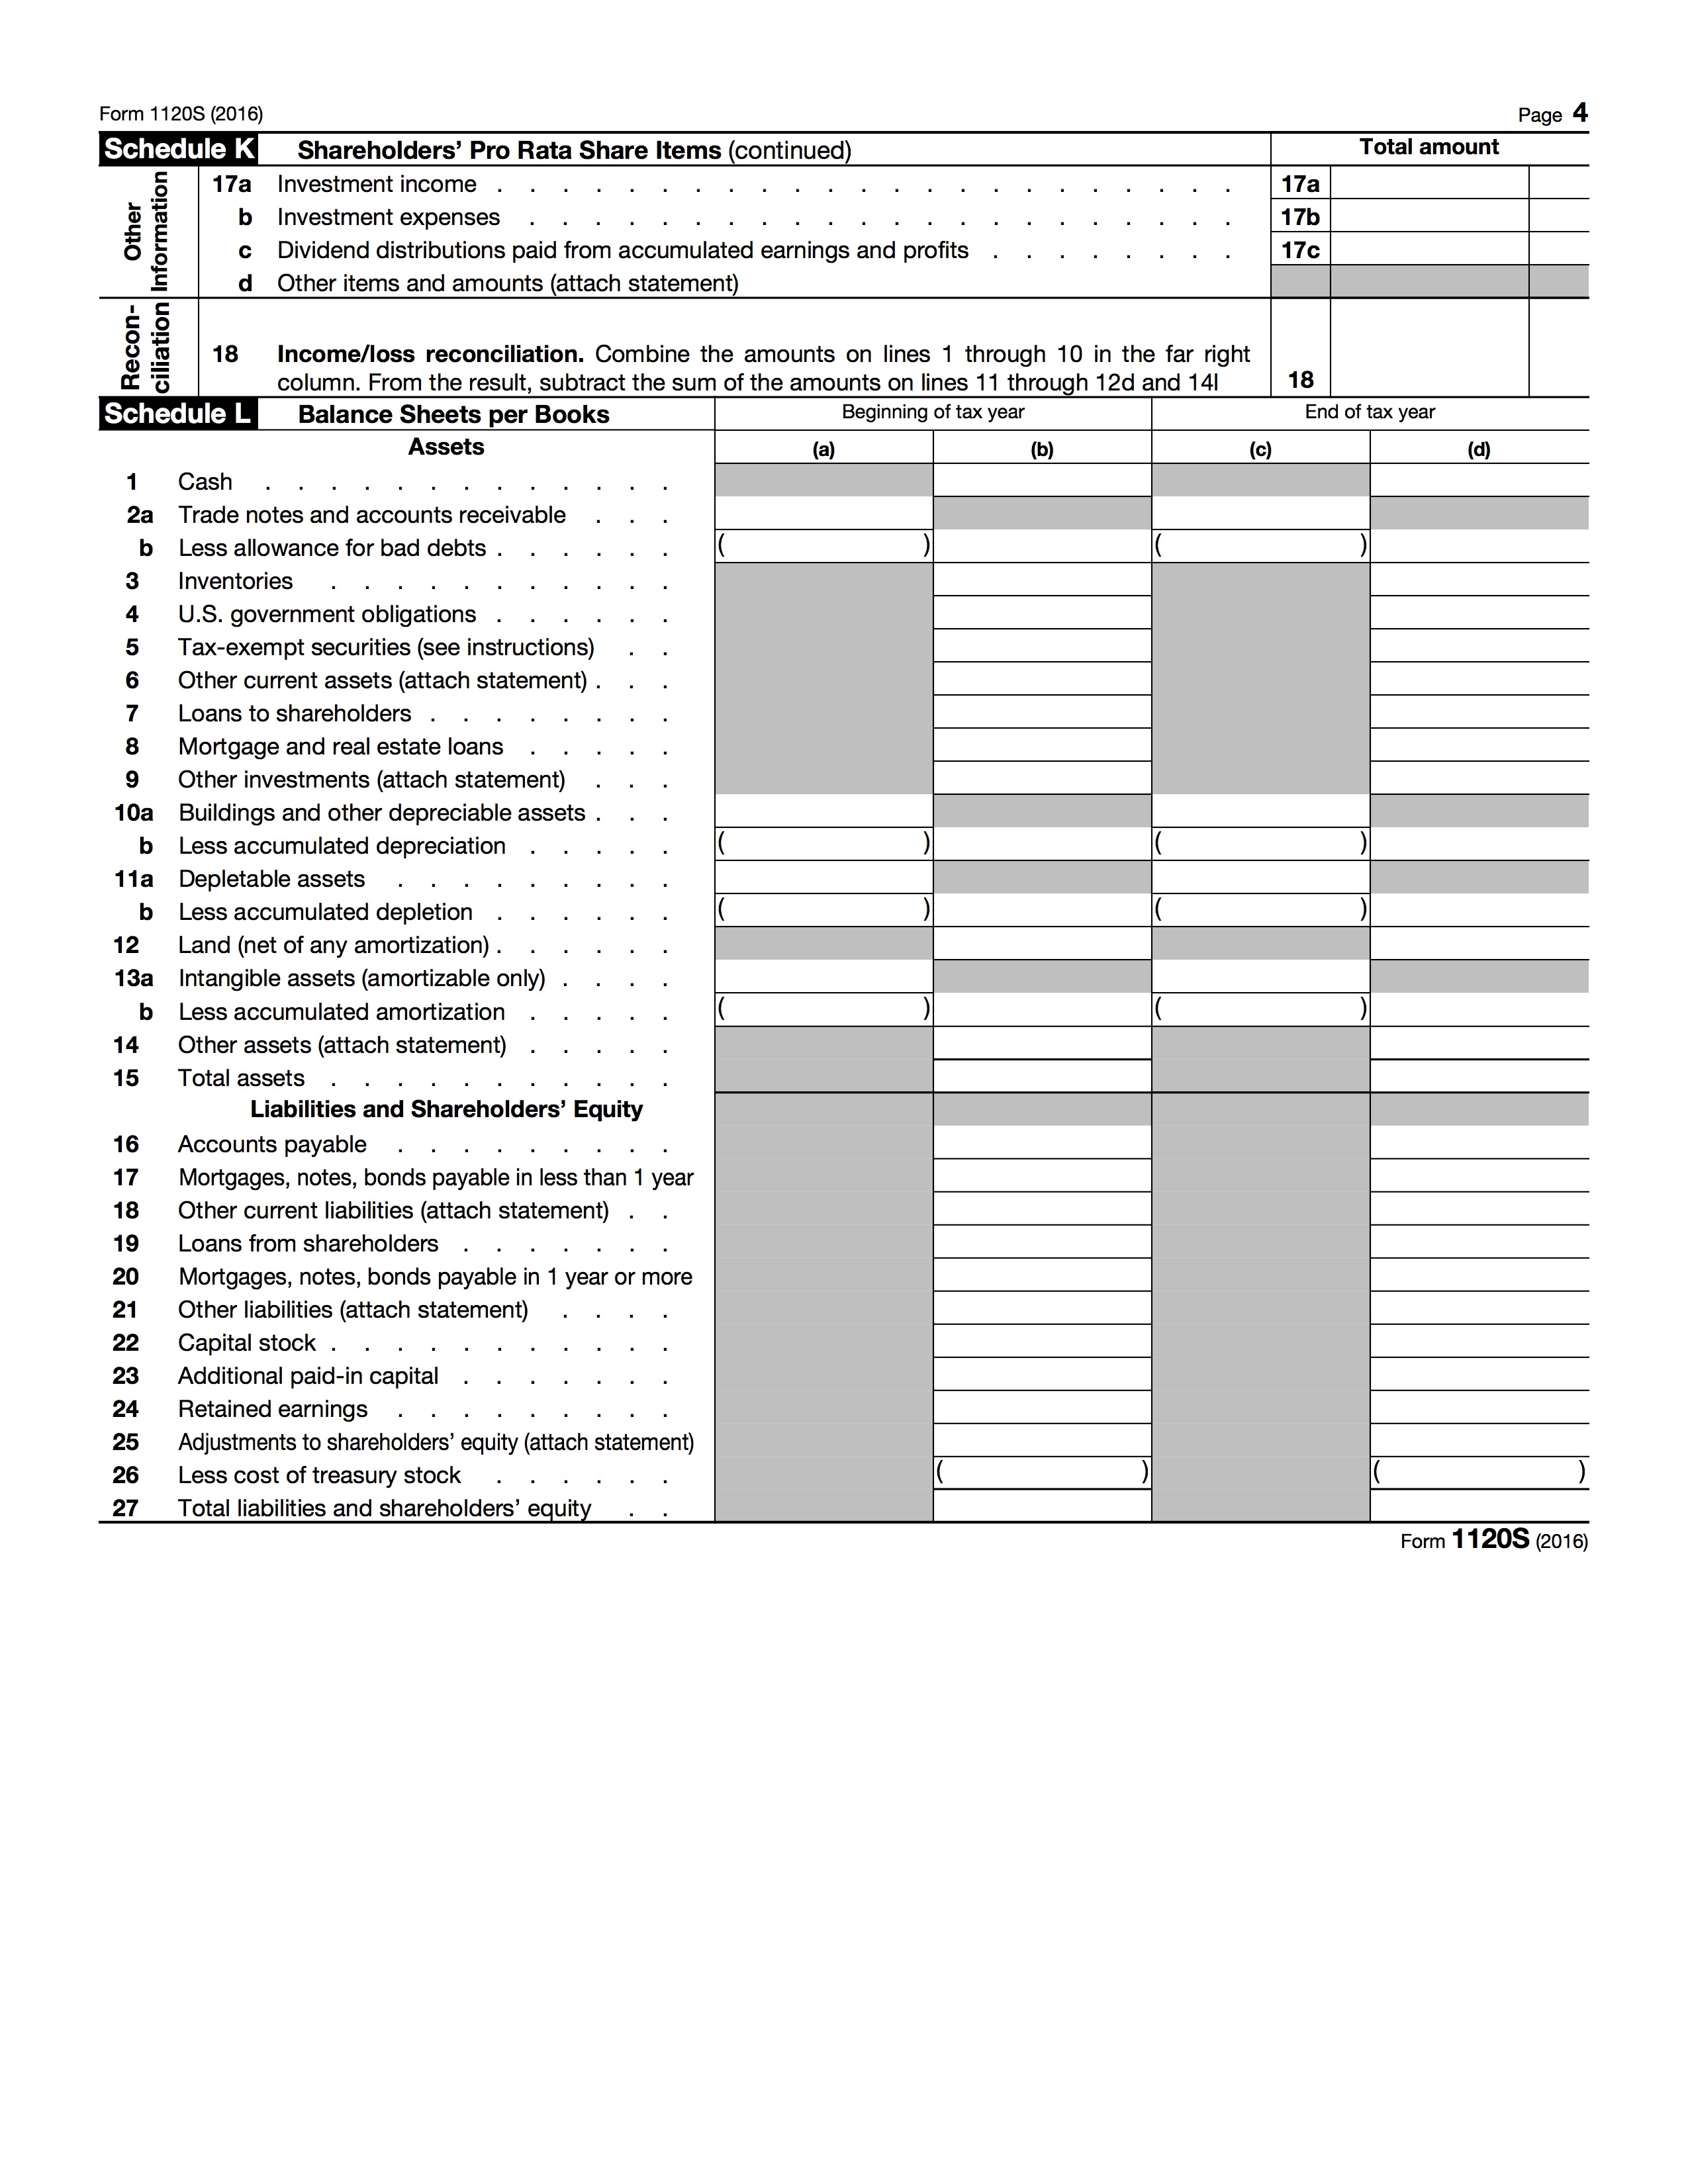 Form 1120S (2016) Page 4
Schedule K Shareholders’ Pro Rata Share Items (continued) Total amount
Other Information
17a Investment income . . . . . . . . . . . . . . . . . . . . . . . 17a
b Investment expenses . . . . . . . . . . . . . . . . . . . . . . 17b
c Dividend distributions paid from accumulated earnings and profits . . . . . . . . 17c
d Other items and amounts (attach statement)
Recon-
ciliation
18 Income/loss reconciliation. Combine the amounts on lines 1 through 10 in the far right
column. From the result, subtract the sum of the amounts on lines 11 through 12d and 14l 18
Schedule L Balance Sheets per Books Beginning of tax year End of tax year
Assets (a) (b) (c) (d)
1 Cash . . . . . . . . . . . . .
2a Trade notes and accounts receivable . . .
b Less allowance for bad debts . . . . . . ( ) ( )
3 Inventories . . . . . . . . . . .
4 U.S. government obligations . . . . . .
5 Tax-exempt securities (see instructions) . .
6 Other current assets (attach statement) . . .
7 Loans to shareholders . . . . . . . .
8 Mortgage and real estate loans . . . . .
9 Other investments (attach statement) . . .
10a Buildings and other depreciable assets . . .
b Less accumulated depreciation . . . . . ( ) ( )
11a Depletable assets . . . . . . . . .
b Less accumulated depletion . . . . . . ( ) ( )
12 Land (net of any amortization) . . . . . .
13a Intangible assets (amortizable only) . . . .
b Less accumulated amortization . . . . . ( ) ( )
14 Other assets (attach statement) . . . . .
15 Total assets . . . . . . . . . . .
Liabilities and Shareholders’ Equity
16 Accounts payable . . . . . . . . .
17 Mortgages, notes, bonds payable in less than 1 year
18 Other current liabilities (attach statement) . .
19 Loans from shareholders . . . . . . .
20 Mortgages, notes, bonds payable in 1 year or more
21 Other liabilities (attach statement) . . . .
22 Capital stock . . . . . . . . . . .
23 Additional paid-in capital . . . . . . .
24 Retained earnings . . . . . . . . .
25 Adjustments to shareholders’ equity (attach statement)
26 Less cost of treasury stock . . . . . . ( ) ( )
27 Total liabilities and shareholders’ equity . .
Form 1120S (2016)